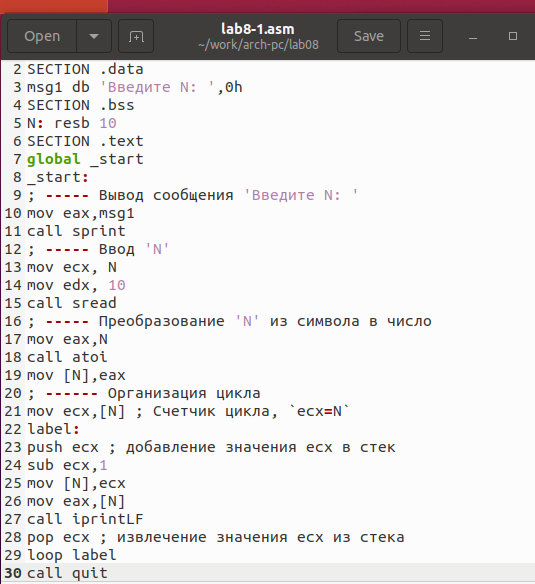 Open
lab8-1.asm
~/work/arch-pc/lab08
Save
2 SECTION .data
3 msg1 db 'Введите N: ',0h
4 SECTION .bss
5 N: resb 10
6 SECTION .text
7 global _start
8 _start:
9 ; ----- Вывод сообщения 'Введите N: '
10 mov eax,msg1
11 call sprint
12 ; ----- Ввод 'N'
13 mov ecx, N
14 mov edx, 10
15 call sread
16 ; ----- Преобразование 'N' из символа в число
17 mov eax,N
18 call atoi
19 mov [N],eax
20 ; ------ Организация цикла
21 mov ecx,[N] ; Счетчик цикла, `ecx=N`
22 label:
23 push ecx ; добавление значения ecx в стек
24 sub ecx,1
25 mov [N],ecx
26 mov eax,[N]
27 call iprintLF
28 pop ecx ; извлечение значения ecx из стека
29 loop label
30 call quit